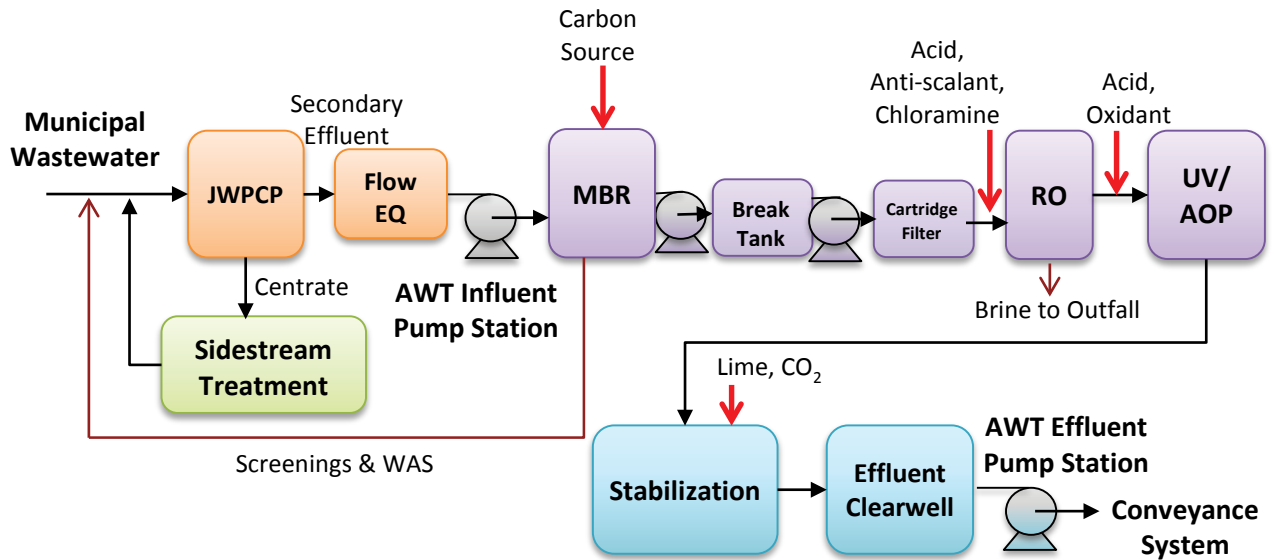 Carbon
Source
Acid,
Anti-scalant,
Chloramine
Acid,
Oxidant
Municipal
Wastewater
Secondary
Effluent
JWPCP
Flow
EQ
MBR
Break
Tank
Cartridge
Filter
RO
UV/
AOP
Centrate
AWT Influent
Pump Station
Brine to Outfall
Sidestream
Treatment
Lime, CO₂
Screenings & WAS
Stabilization
Effluent
Clearwell
AWT Effluent
Pump Station
Conveyance
System